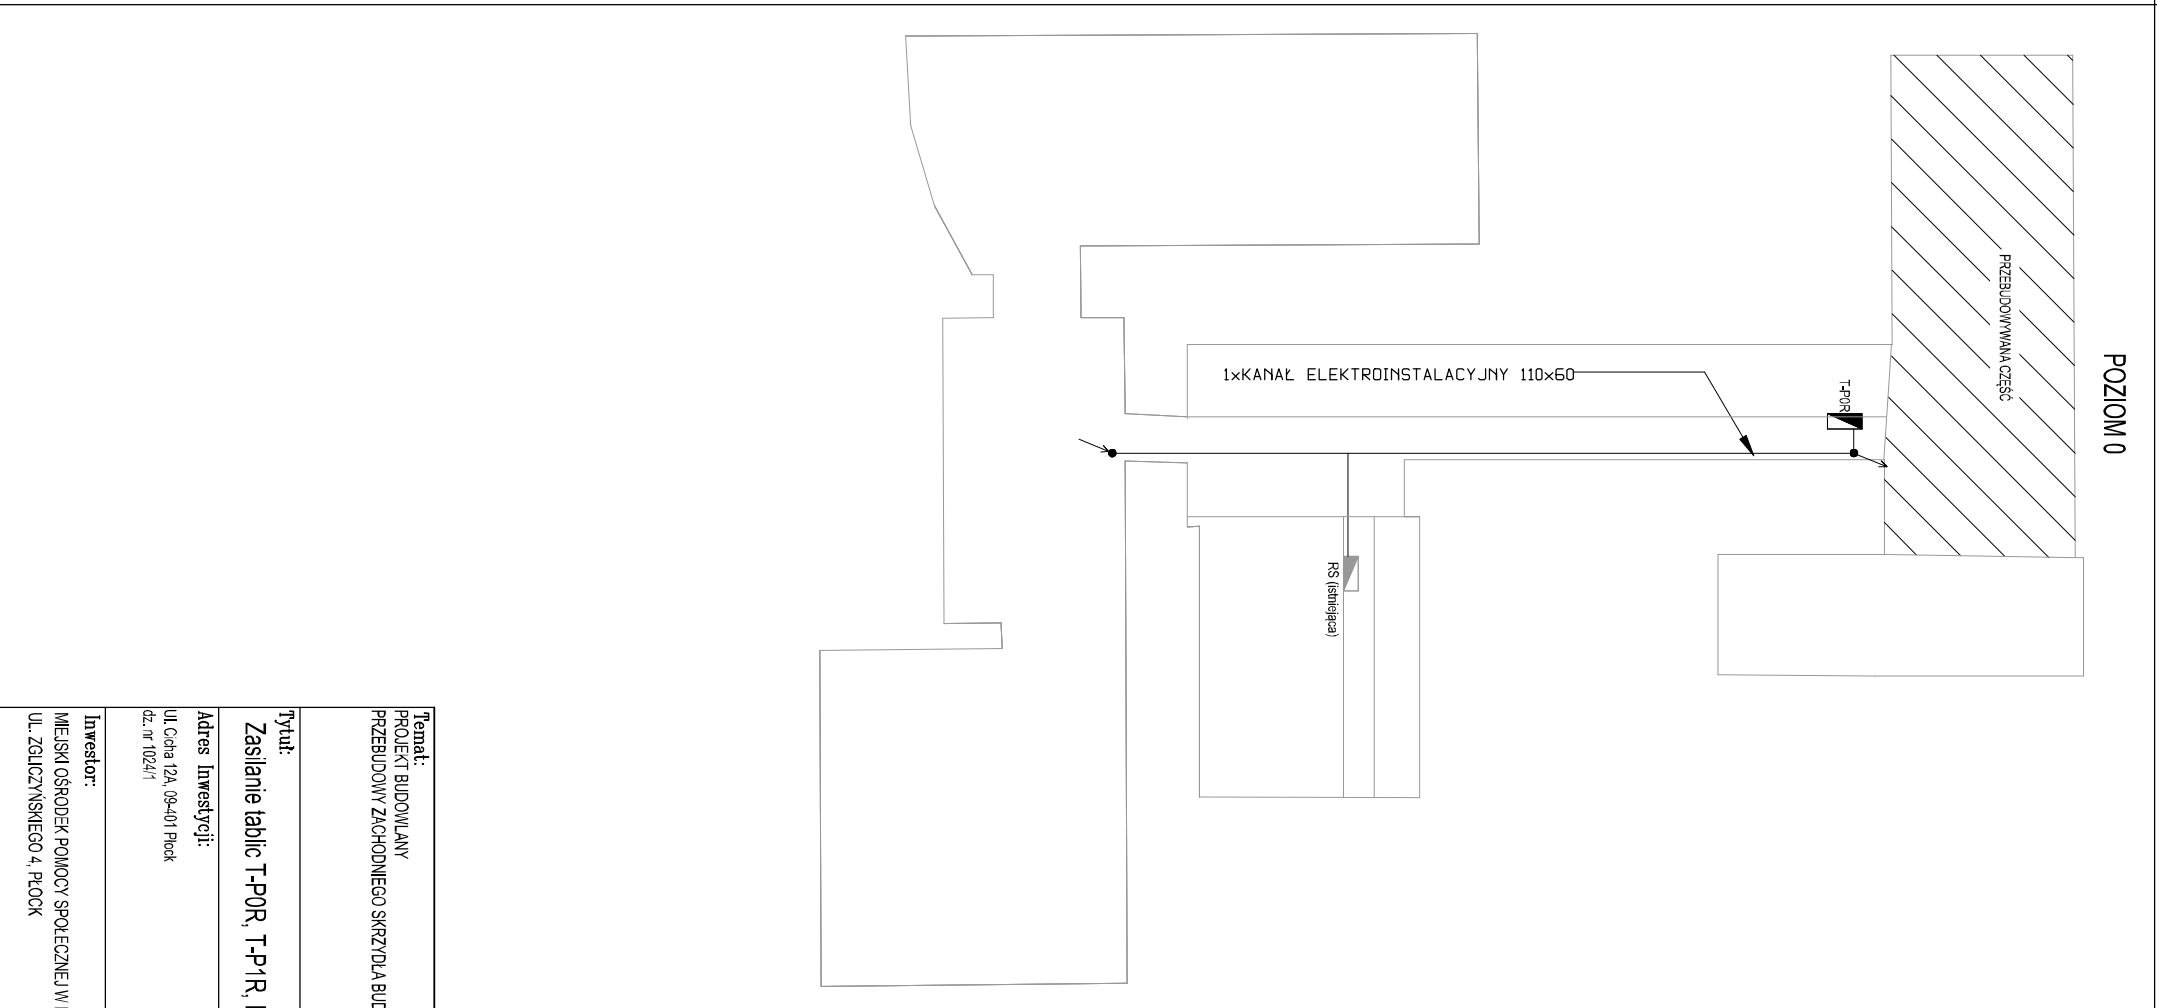 POZIOM 0
PRZEBUDOWYWANA CZĘŚĆ
T-P0R
1xKANAŁ ELEKTROINSTALACYJNY 110x60
RS (istniejąca)
Temat:
PROJEKT BUDOWLANY
PRZEBUDOWY ZACHODNIEGO SKRZYDŁA BUD
Tytuł:
Zasilanie tablic T-P0R, T-P1R,
Adres Inwestycji:
Ul. Cicha 12A, 09-401 Płock
dz. nr 1024/1
Inwestor:
MIEJSKI OŚRODEK POMOCY SPOŁECZNEJ W
UL. ZGLICZYŃSKIEGO 4, PŁOCK